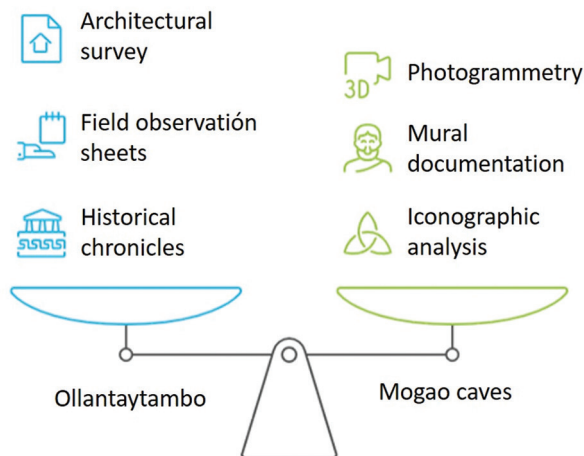 Architectural
survey
Field observatión
sheets
Historical
chronicles
3D
Photogrammetry
Mural
documentation
Iconographic
analysis
Ollantaytambo
Mogao caves